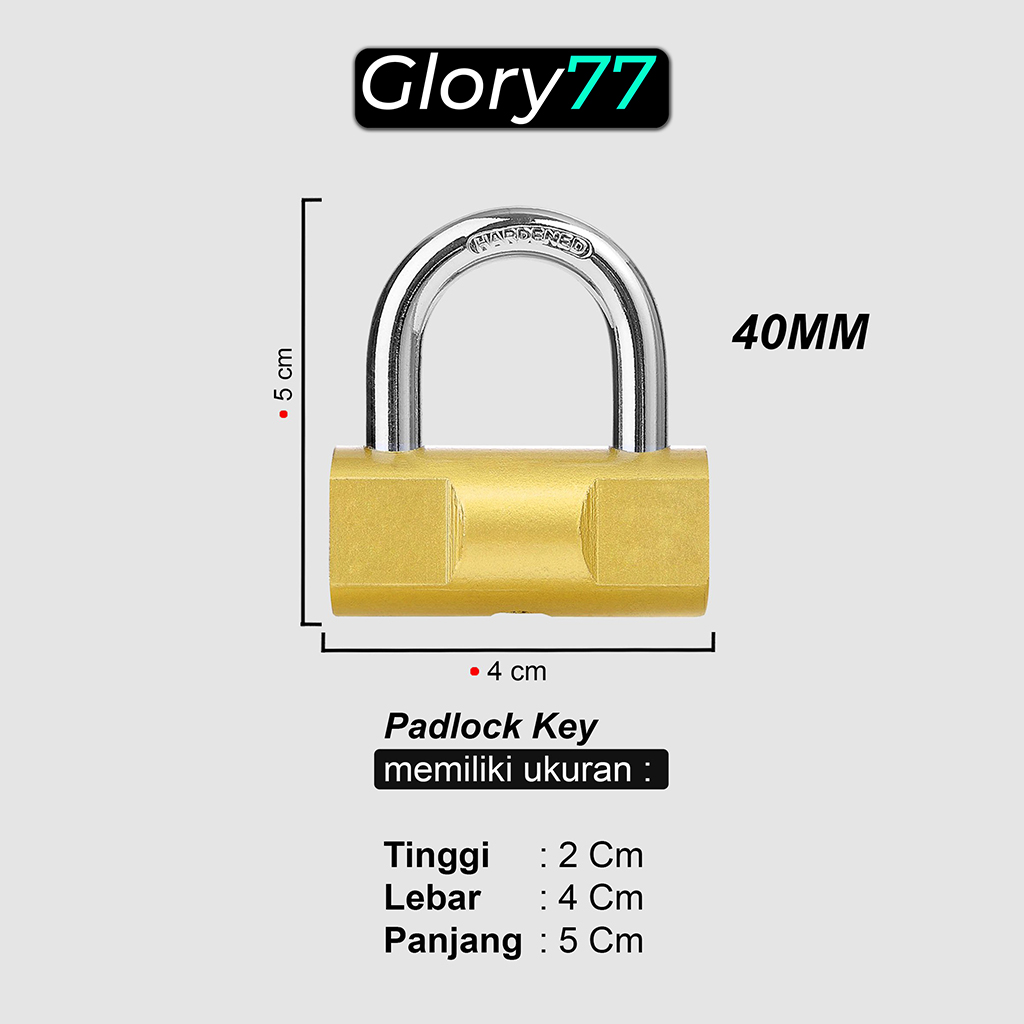 Glory77
HARDENED
40MM
5 cm
4 cm
Padlock Key
memiliki ukuran :
Tinggi : 2 Cm
Lebar : 4 Cm
Panjang : 5 Cm